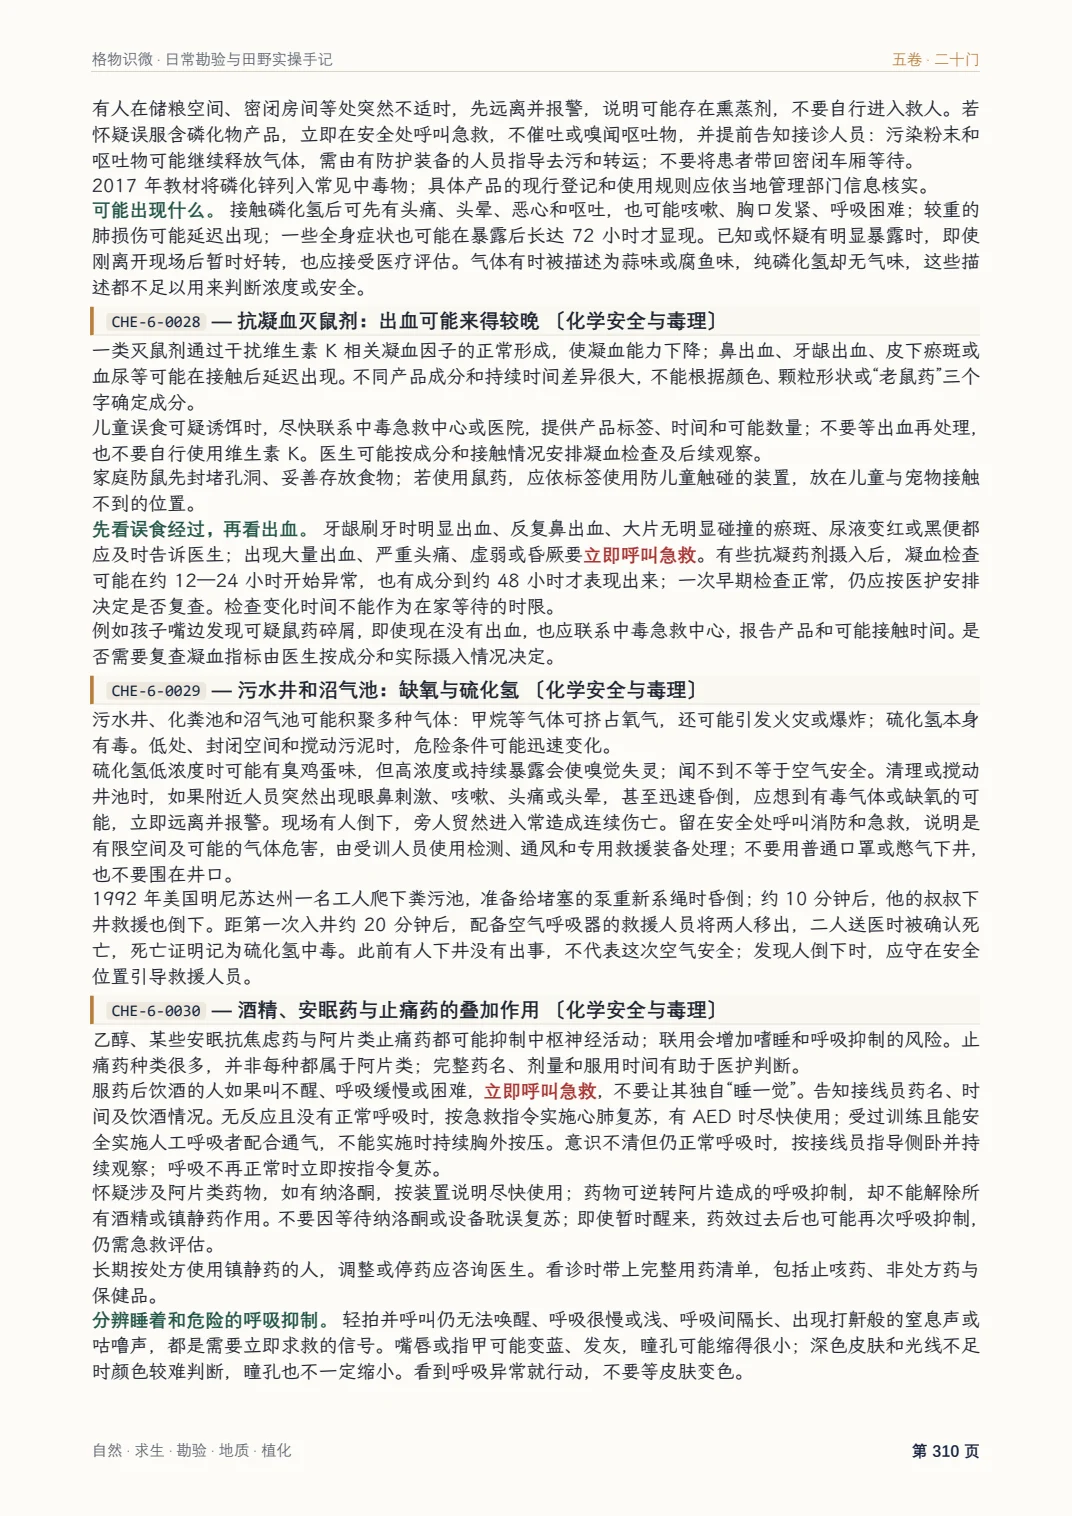 格物识微 · 日常勘验与田野实操手记
五卷 · 二十门
有人在储粮空间、密闭房间等处突然不适时，先远离并报警，说明可能存在熏蒸剂，不要自行进入救人。若
怀疑误服含磷化物产品，立即在安全处呼叫急救，不催吐或嗅闻呕吐物，并提前告知接诊人员：污染粉末和
呕吐物可能继续释放气体，需由有防护装备的人员指导去污和转运；不要将患者带回密闭车厢等待。
2017 年教材将磷化锌列入常见中毒物；具体产品的现行登记和使用规则应依当地管理部门信息核实。
可能出现什么。 接触磷化氢后可先有头痛、头晕、恶心和呕吐，也可能咳嗽、胸口发紧、呼吸困难；较重的
肺损伤可能延迟出现；一些全身症状也可能在暴露后长达 72 小时才显现。已知或怀疑有明显暴露时，即使
刚离开现场后暂时好转，也应接受医疗评估。气体有时被描述为蒜味或腐鱼味，纯磷化氢却无气味，这些描
述都不足以用来判断浓度或安全。
CHE-6-0028 — 抗凝血灭鼠剂：出血可能来得较晚 〔化学安全与毒理〕
一类灭鼠剂通过干扰维生素 K 相关凝血因子的正常形成，使凝血能力下降；鼻出血、牙龈出血、皮下瘀斑或
血尿等可能在接触后延迟出现。不同产品成分和持续时间差异很大，不能根据颜色、颗粒形状或“老鼠药”三个
字确定成分。
儿童误食可疑诱饵时，尽快联系中毒急救中心或医院，提供产品标签、时间和可能数量；不要等出血再处理，
也不要自行使用维生素 K。医生可能按成分和接触情况安排凝血检查及后续观察。
家庭防鼠先封堵孔洞、妥善存放食物；若使用鼠药，应依标签使用防儿童触碰的装置，放在儿童与宠物接触
不到的位置。
先看误食经过，再看出血。 牙龈刷牙时明显出血、反复鼻出血、大片无明显碰撞的瘀斑、尿液变红或黑便都
应及时告诉医生；出现大量出血、严重头痛、虚弱或昏厥要立即呼叫急救。有些抗凝药剂摄入后，凝血检查
可能在约 12—24 小时开始异常，也有成分到约 48 小时才表现出来；一次早期检查正常，仍应按医护安排
决定是否复查。检查变化时间不能作为在家等待的时限。
例如孩子嘴边发现可疑鼠药碎屑，即使现在没有出血，也应联系中毒急救中心，报告产品和可能接触时间。是
否需要复查凝血指标由医生按成分和实际摄入情况决定。
CHE-6-0029 — 污水井和沼气池：缺氧与硫化氢 〔化学安全与毒理〕
污水井、化粪池和沼气池可能积聚多种气体：甲烷等气体可挤占氧气，还可能引发火灾或爆炸；硫化氢本身
有毒。低处、封闭空间和搅动污泥时，危险条件可能迅速变化。
硫化氢低浓度时可能有臭鸡蛋味，但高浓度或持续暴露会使嗅觉失灵；闻不到不等于空气安全。清理或搅动
井池时，如果附近人员突然出现眼鼻刺激、咳嗽、头痛或头晕，甚至迅速昏倒，应想到有毒气体或缺氧的可
能，立即远离并报警。现场有人倒下，旁人贸然进入常造成连续伤亡。留在安全处呼叫消防和急救，说明是
有限空间及可能的气体危害，由受训人员使用检测、通风和专用救援装备处理；不要用普通口罩或憋气下井，
也不要围在井口。
1992 年美国明尼苏达州一名工人爬下粪污池，准备给堵塞的泵重新系绳时昏倒；约 10 分钟后，他的叔叔下
井救援也倒下。距第一次入井约 20 分钟后，配备空气呼吸器的救援人员将两人移出，二人送医时被确认死
亡，死亡证明记为硫化氢中毒。此前有人下井没有出事，不代表这次空气安全；发现人倒下时，应守在安全
位置引导救援人员。
CHE-6-0030 — 酒精、安眠药与止痛药的叠加作用 〔化学安全与毒理〕
乙醇、某些安眠抗焦虑药与阿片类止痛药都可能抑制中枢神经活动；联用会增加嗜睡和呼吸抑制的风险。止
痛药种类很多，并非每种都属于阿片类；完整药名、剂量和服用时间有助于医护判断。
服药后饮酒的人如果叫不醒、呼吸缓慢或困难，立即呼叫急救，不要让其独自“睡一觉”。告知接线员药名、时
间及饮酒情况。无反应且没有正常呼吸时，按急救指令实施心肺复苏，有 AED 时尽快使用；受过训练且能安
全实施人工呼吸者配合通气，不能实施时持续胸外按压。意识不清但仍正常呼吸时，按接线员指导侧卧并持
续观察；呼吸不再正常时立即按指令复苏。
怀疑涉及阿片类药物，如有纳洛酮，按装置说明尽快使用；药物可逆转阿片造成的呼吸抑制，却不能解除所
有酒精或镇静药作用。不要因等待纳洛酮或设备耽误复苏；即使暂时醒来，药效过去后也可能再次呼吸抑制，
仍需急救评估。
长期按处方使用镇静药的人，调整或停药应咨询医生。看诊时带上完整用药清单，包括止咳药、非处方药与
保健品。
分辨睡着和危险的呼吸抑制。 轻拍并呼叫仍无法唤醒、呼吸很慢或浅、呼吸间隔长、出现打鼾般的窒息声或
咕噜声，都是需要立即求救的信号。嘴唇或指甲可能变蓝、发灰，瞳孔可能缩得很小；深色皮肤和光线不足
时颜色较难判断，瞳孔也不一定缩小。看到呼吸异常就行动，不要等皮肤变色。
自然 · 求生 · 勘验 · 地质 · 植化
第 310 页